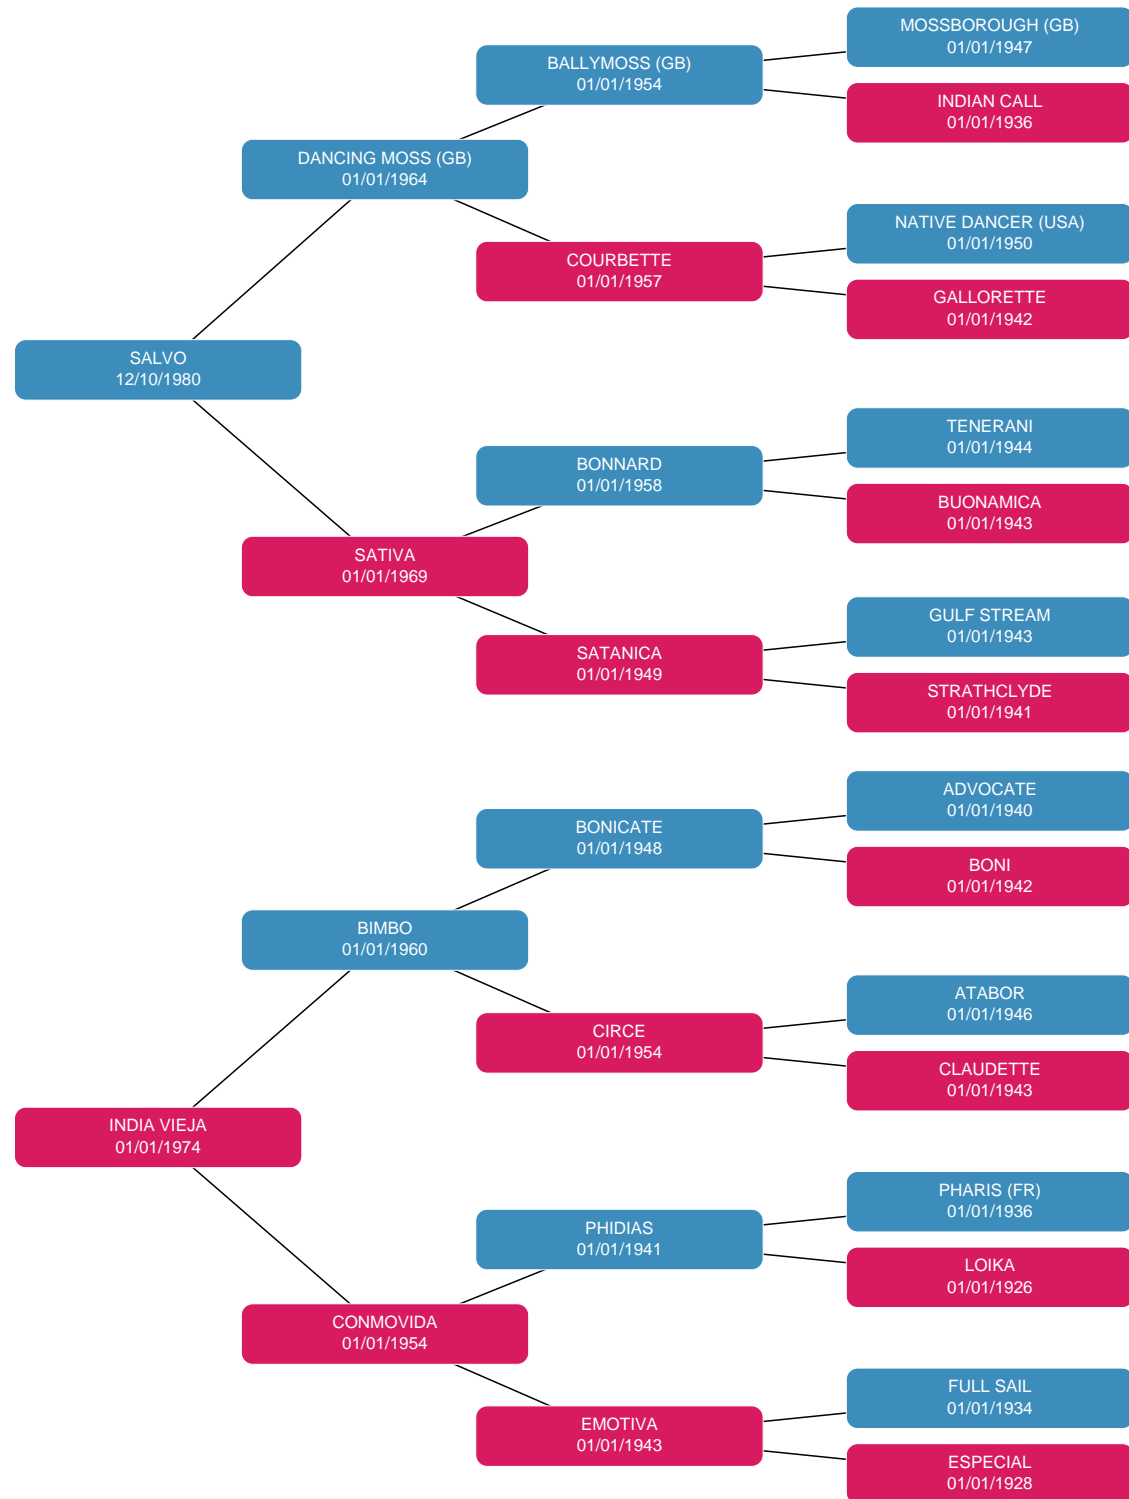 MOSSBOROUGH (GB)
01/01/1947
BALLYMOSS (GB)
01/01/1954
INDIAN CALL
01/01/1936
DANCING MOSS (GB)
01/01/1964
NATIVE DANCER (USA)
01/01/1950
COURBETTE
01/01/1957
GALLORETTE
01/01/1942
SALVO
12/10/1980
TENERANI
01/01/1944
BONNARD
01/01/1958
BUONAMICA
01/01/1943
SATIVA
01/01/1969
GULF STREAM
01/01/1943
SATANICA
01/01/1949
STRATHCLYDE
01/01/1941
ADVOCATE
01/01/1940
BONICATE
01/01/1948
BONI
01/01/1942
BIMBO
01/01/1960
ATABOR
01/01/1946
CIRCE
01/01/1954
CLAUDETTE
01/01/1943
INDIA VIEJA
01/01/1974
PHARIS (FR)
01/01/1936
PHIDIAS
01/01/1941
LOIKA
01/01/1926
CONMOVIDA
01/01/1954
FULL SAIL
01/01/1934
EMOTIVA
01/01/1943
ESPECIAL
01/01/1928